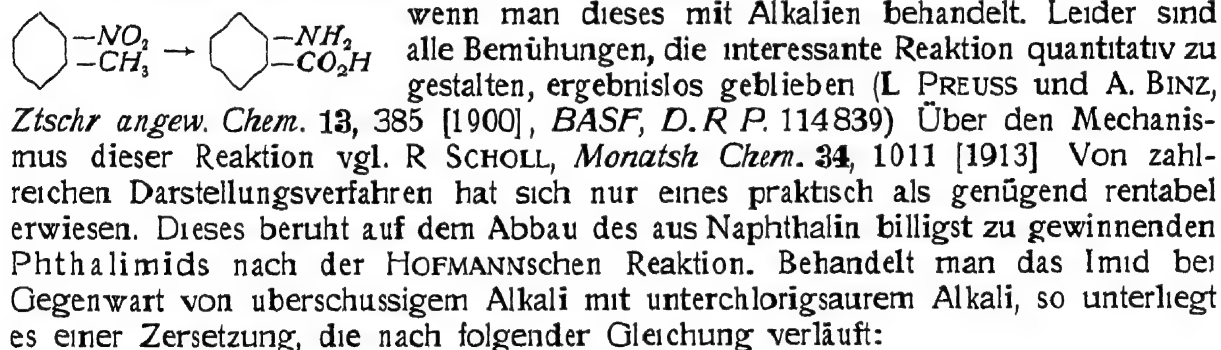 —NO₂ → —NH₂ wenn man dieses mit Alkalien behandelt. Leider sind
—CH₃ —CO₂H alle Bemühungen, die interessante Reaktion quantitativ zu
gestalten, ergebnislos geblieben (L PREUSS und A. BINZ,
Ztschr angew. Chem. 13, 385 [1900], BASF, D. R P. 114839) Über den Mechanis-
mus dieser Reaktion vgl. R SCHOLL, Monatsh Chem. 34, 1011 [1913] Von zahl-
reichen Darstellungsverfahren hat sich nur eines praktisch als genügend rentabel
erwiesen. Dieses beruht auf dem Abbau des aus Naphthalin billigst zu gewinnenden
Phthalimids nach der HOFMANNschen Reaktion. Behandelt man das Imid bei
Gegenwart von uberschussigem Alkali mit unterchlorigsaurem Alkali, so unterliegt
es einer Zersetzung, die nach folgender Gleichung verläuft: